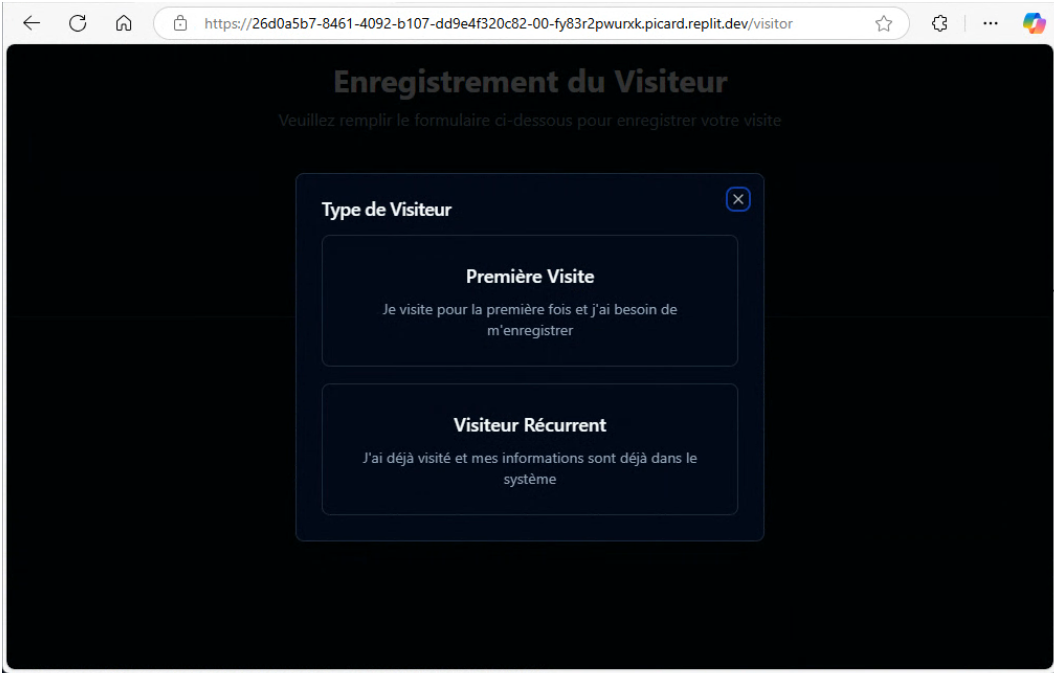 https://26d0a5b7-8461-4092-b107-dd9e4f320c82-00-fy83r2pwurxk.picard.replit.dev/visitor
Enregistrement du Visiteur
Veuillez remplir le formulaire ci-dessous pour enregistrer votre visite
Type de Visiteur
Première Visite
Je visite pour la première fois et j'ai besoin de
m'enregistrer
Visiteur Récurrent
J'ai déjà visité et mes informations sont déjà dans le
système